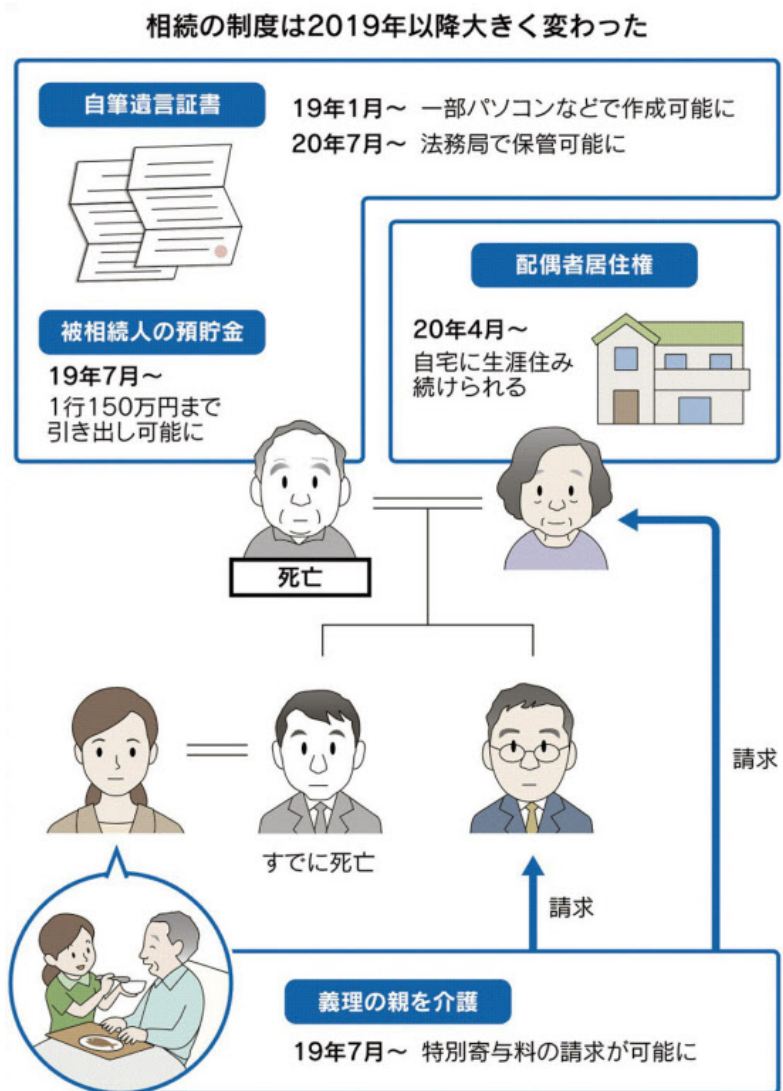 相続の制度は2019年以降大きく変わった
自筆遺言証書
19年1月～ 一部パソコンなどで作成可能に
20年7月～ 法務局で保管可能に
被相続人の預貯金
19年7月～
1行150万円まで
引き出し可能に
配偶者居住権
20年4月～
自宅に生涯住み
続けられる
死亡
すでに死亡
請求
請求
義理の親を介護
19年7月～ 特別寄与料の請求が可能に